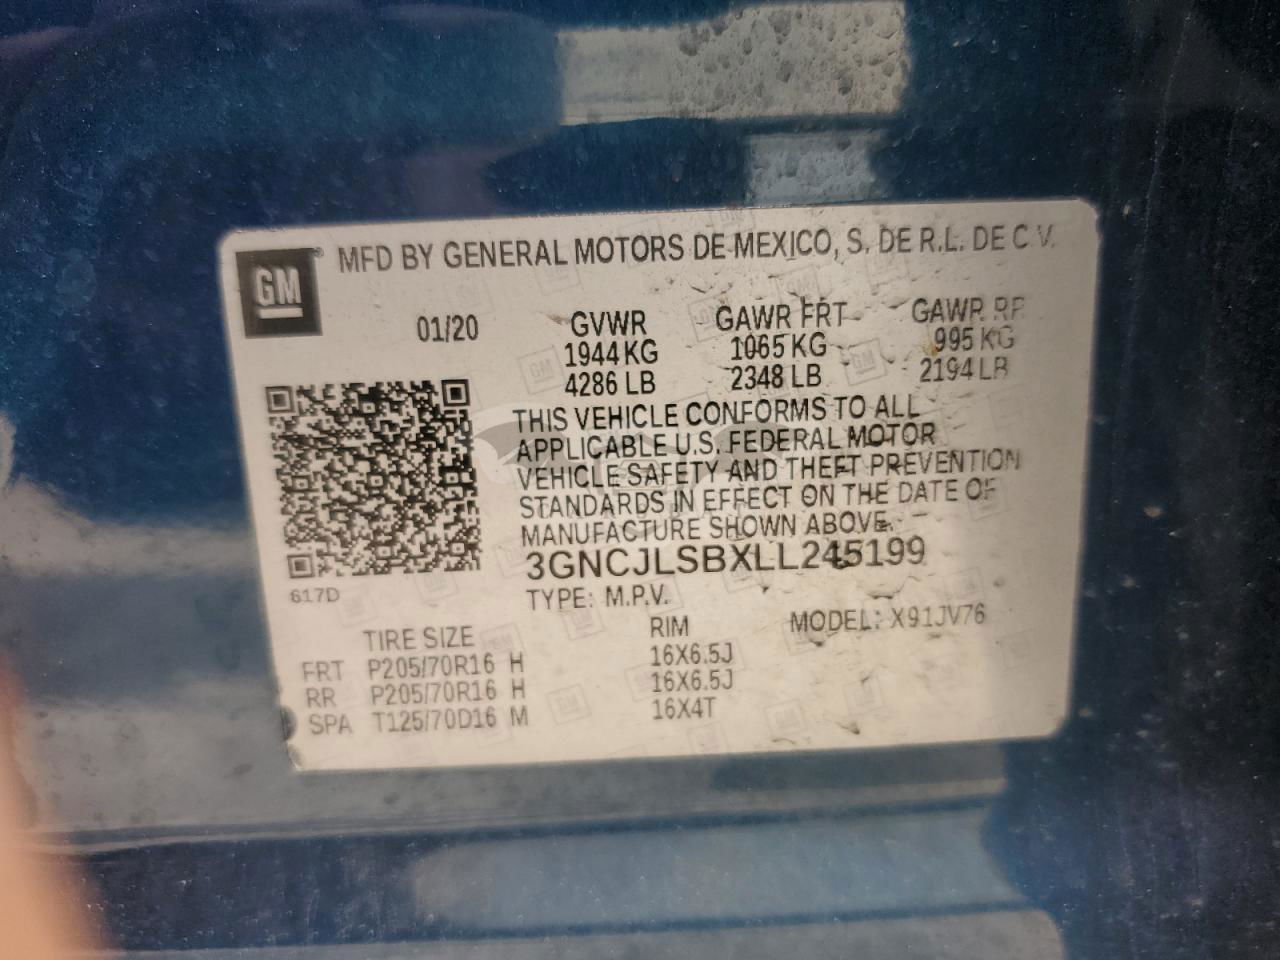 GM
MFD BY GENERAL MOTORS DE MEXICO, S. DE R.L. DE C.V.
01/20 GVWR GAWR FRT GAWR RR
1944 KG 1065 KG 995 KG
4286 LB 2348 LB 2194 LB
THIS VEHICLE CONFORMS TO ALL
APPLICABLE U.S. FEDERAL MOTOR
VEHICLE SAFETY AND THEFT PREVENTION
STANDARDS IN EFFECT ON THE DATE OF
MANUFACTURE SHOWN ABOVE.
3GNCJLSBXLL245199
617D
TYPE: M.P.V.
TIRE SIZE RIM MODEL: X91JV76
FRT P205/70R16 H 16X6.5J
RR P205/70R16 H 16X6.5J
SPA T125/70D16 M 16X4T